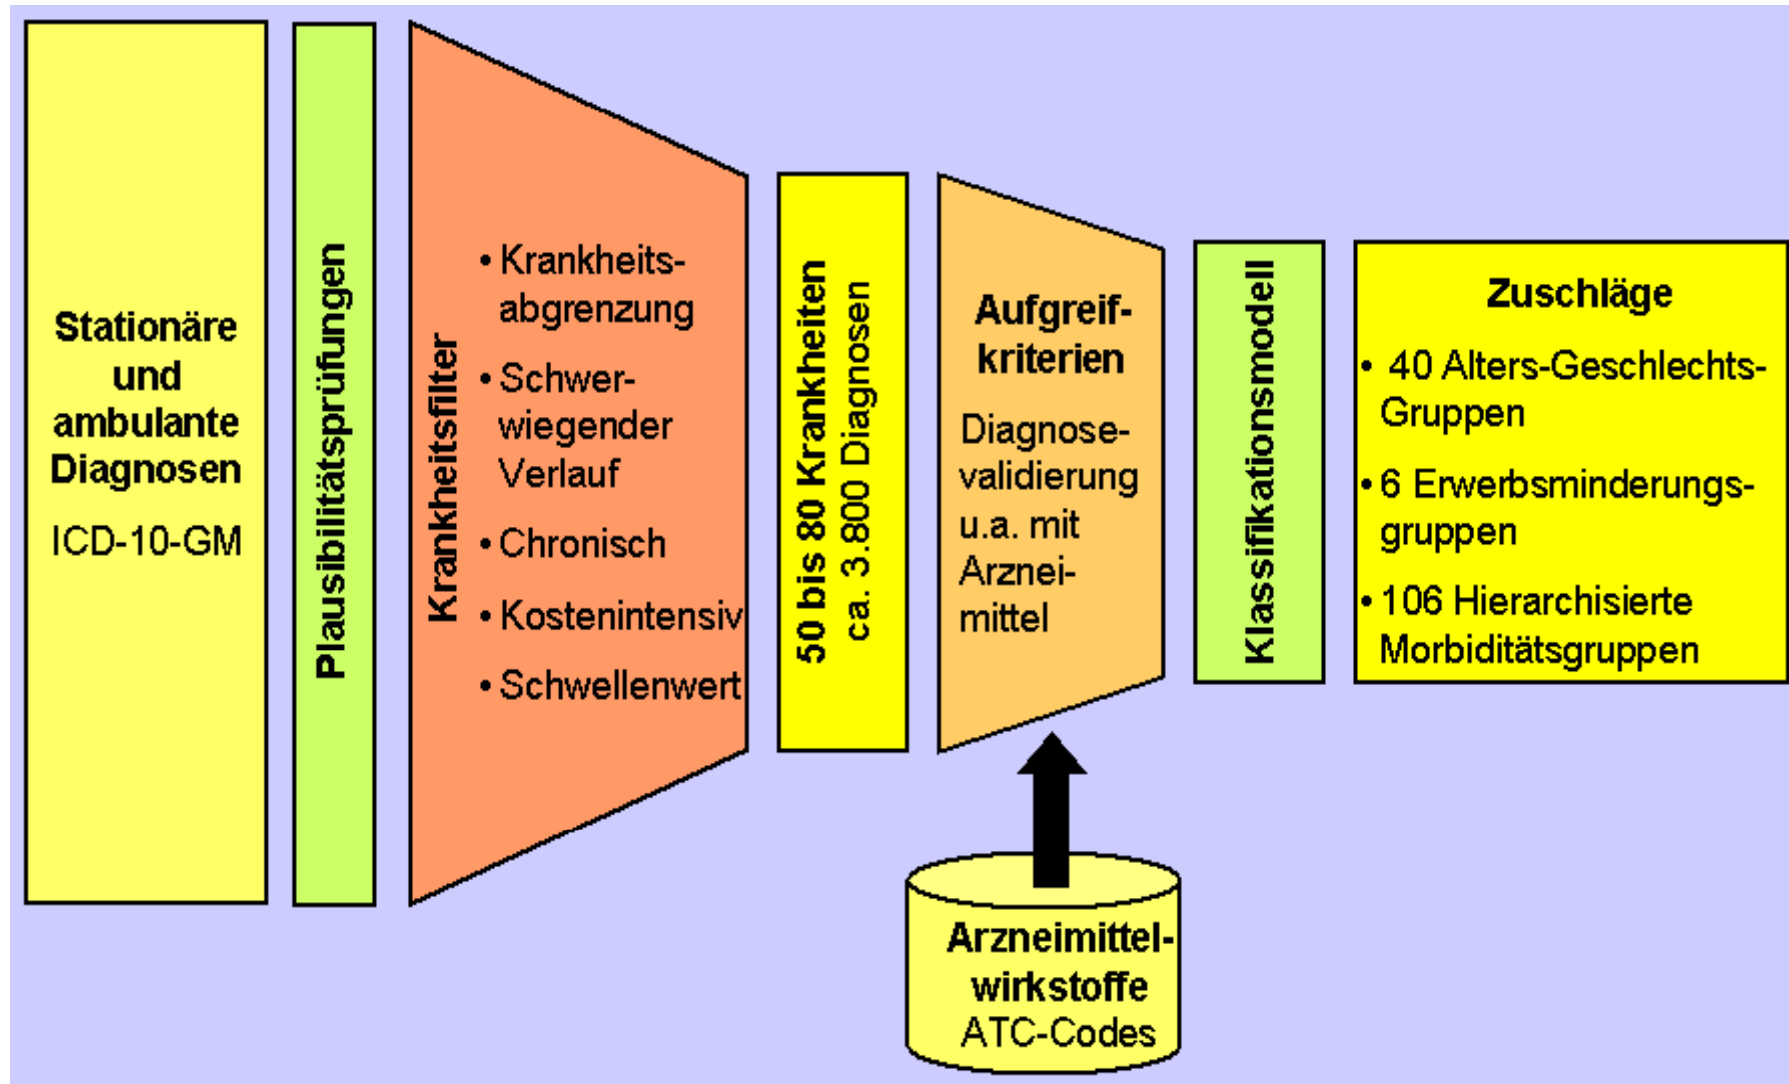 Stationäre
und
ambulante
Diagnosen
ICD-10-GM
Plausibilitätsprüfungen
Krankheitsfilter
• Krankheits-
abgrenzung
• Schwer-
wiegender
Verlauf
• Chronisch
• Kostenintensiv
• Schwellenwert
50 bis 80 Krankheiten
ca. 3.800 Diagnosen
Aufgreif-
kriterien
Diagnose-
validierung
u.a. mit
Arznei-
mittel
Klassifikationsmodell
Zuschläge
• 40 Alters-Geschlechts-
Gruppen
• 6 Erwerbsminderungs-
gruppen
• 106 Hierarchisierte
Morbiditätsgruppen
Arzneimittel-
wirkstoffe
ATC-Codes